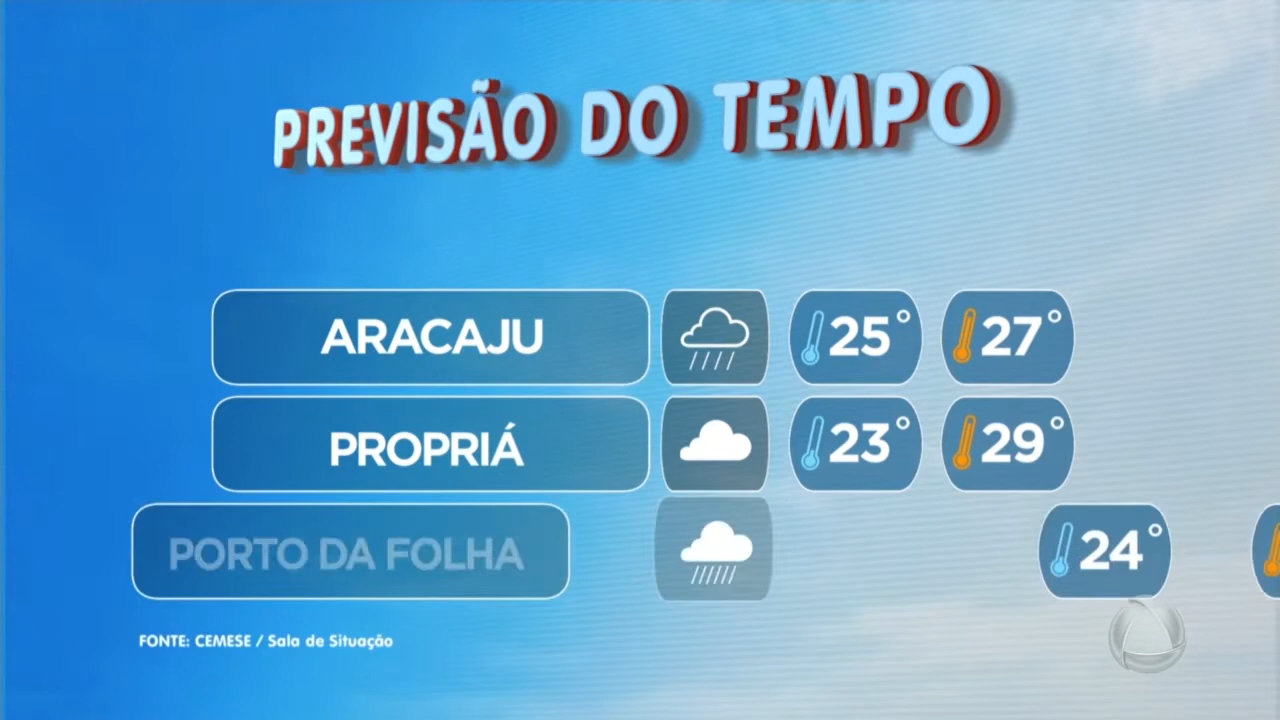 PREVISÃO DO TEMPO
ARACAJU 25° 27°
PROPRIÁ 23° 29°
PORTO DA FOLHA 24°
FONTE: CEMESE / Sala de Situação